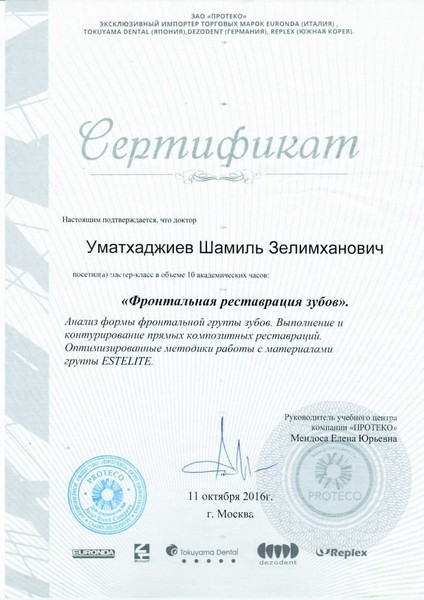 ЗАО «ПРОТЕКО»
ЭКСКЛЮЗИВНЫЙ ИМПОРТЕР ТОРГОВЫХ МАРОК EURONDA (ИТАЛИЯ) ,
TOKUYAMA DENTAL (ЯПОНИЯ),DEZODENT (ГЕРМАНИЯ), REPLEX (ЮЖНАЯ КОРЕЯ).
Сертификат
Настоящим подтверждается, что доктор
Уматхаджиев Шамиль Зелимханович
посетил(а) мастер-класс в объеме 10 академических часов:
«Фронтальная реставрация зубов».
Анализ формы фронтальной группы зубов. Выполнение и
контурирование прямых композитных реставраций.
Оптимизированные методики работы с материалами
группы ESTELITE.
Руководитель учебного центра
компании «ПРОТЕКО»
Мендоса Елена Юрьевна
PROTECO
PROTECO
11 октября 2016г.
г. Москва
EURONDA
Tokuyama Dental
dezodent
Replex